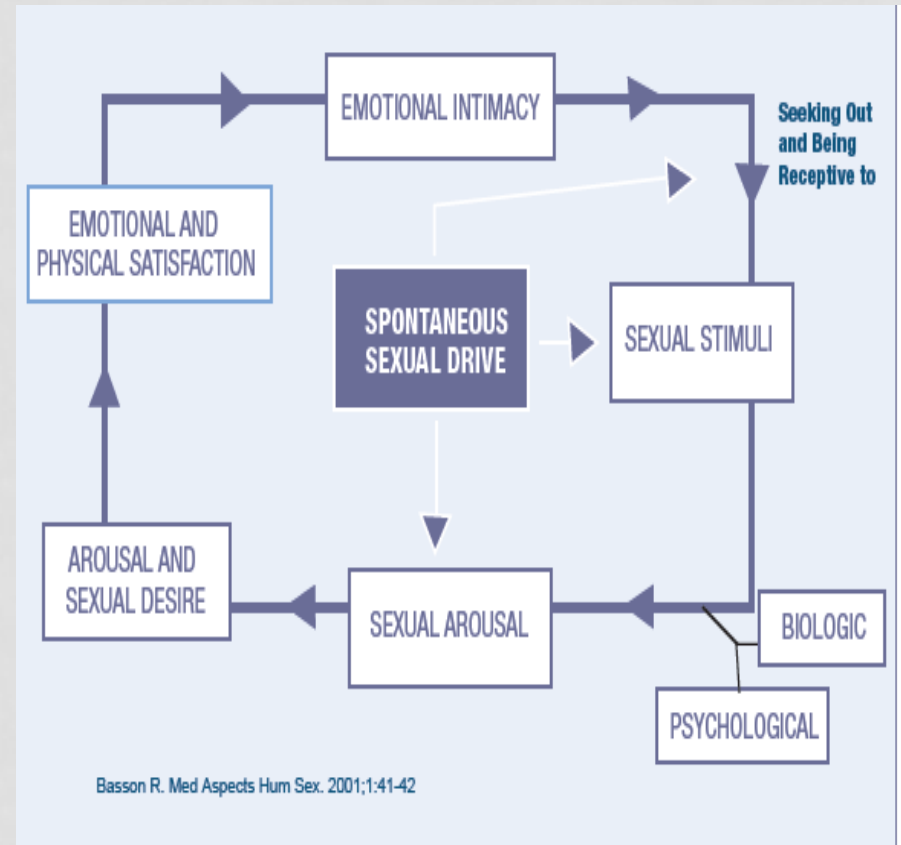 EMOTIONAL INTIMACY
Seeking Out
and Being
Receptive to
EMOTIONAL AND
PHYSICAL SATISFACTION
SPONTANEOUS
SEXUAL DRIVE
SEXUAL STIMULI
AROUSAL AND
SEXUAL DESIRE
SEXUAL AROUSAL
BIOLOGIC
PSYCHOLOGICAL
Basson R. Med Aspects Hum Sex. 2001;1:41-42